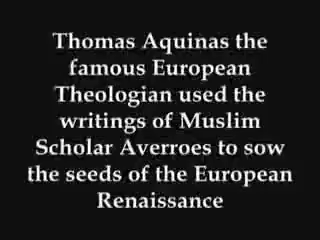 Thomas Aquinas the
famous European
Theologian used the
writings of Muslim
Scholar Averroes to sow
the seeds of the European
Renaissance